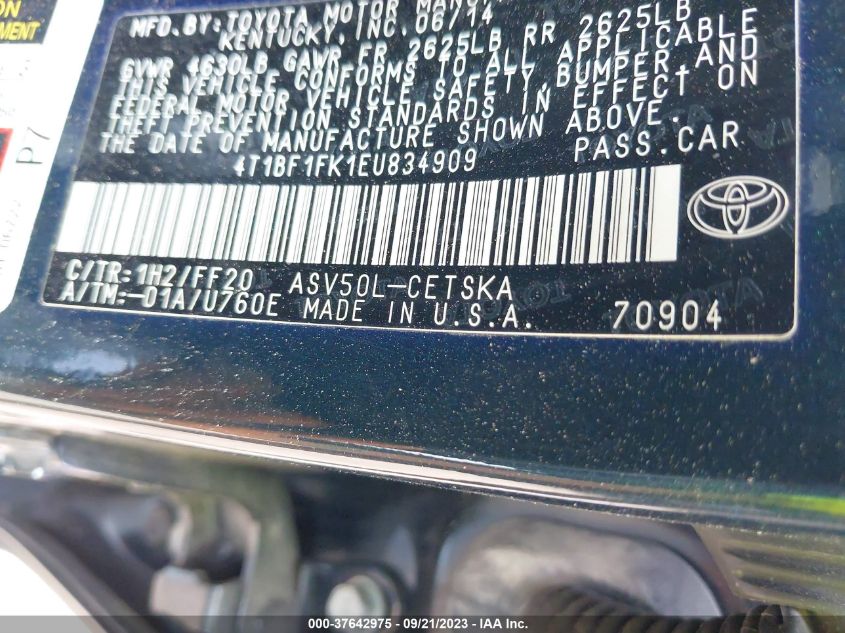 ON
EMENT
P7
MFD. BY: TOYOTA MOTOR
KENTUCKY, INC. 06/14
GVWR 4630LB GAWR FR 2625LB RR 2625LB
THIS VEHICLE CONFORMS TO ALL APPLICABLE
FEDERAL MOTOR VEHICLE SAFETY, BUMPER AND
THEFT PREVENTION STANDARDS IN EFFECT ON
THE DATE OF MANUFACTURE SHOWN ABOVE.
4T1BF1FK1EU834909 PASS. CAR
C/TR: 1H2/FF20 ASV50L-CETSKA
A/TM: -01A/U760E MADE IN U.S.A. 70904
000-37642975 - 09/21/2023 - IAA Inc.